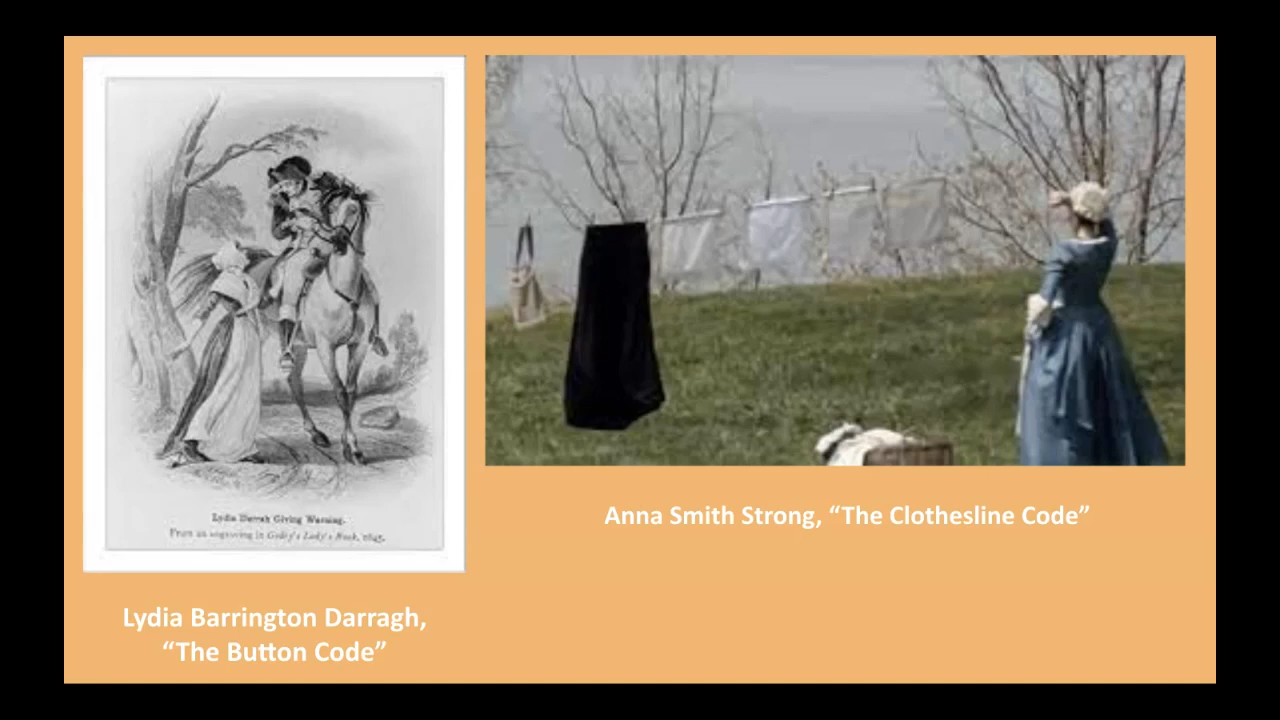 Lydia Darrah Giving Warning.
From an engraving in Godey's Lady's Book, 1845.
Lydia Barrington Darragh,
“The Button Code”
Anna Smith Strong, “The Clothesline Code”